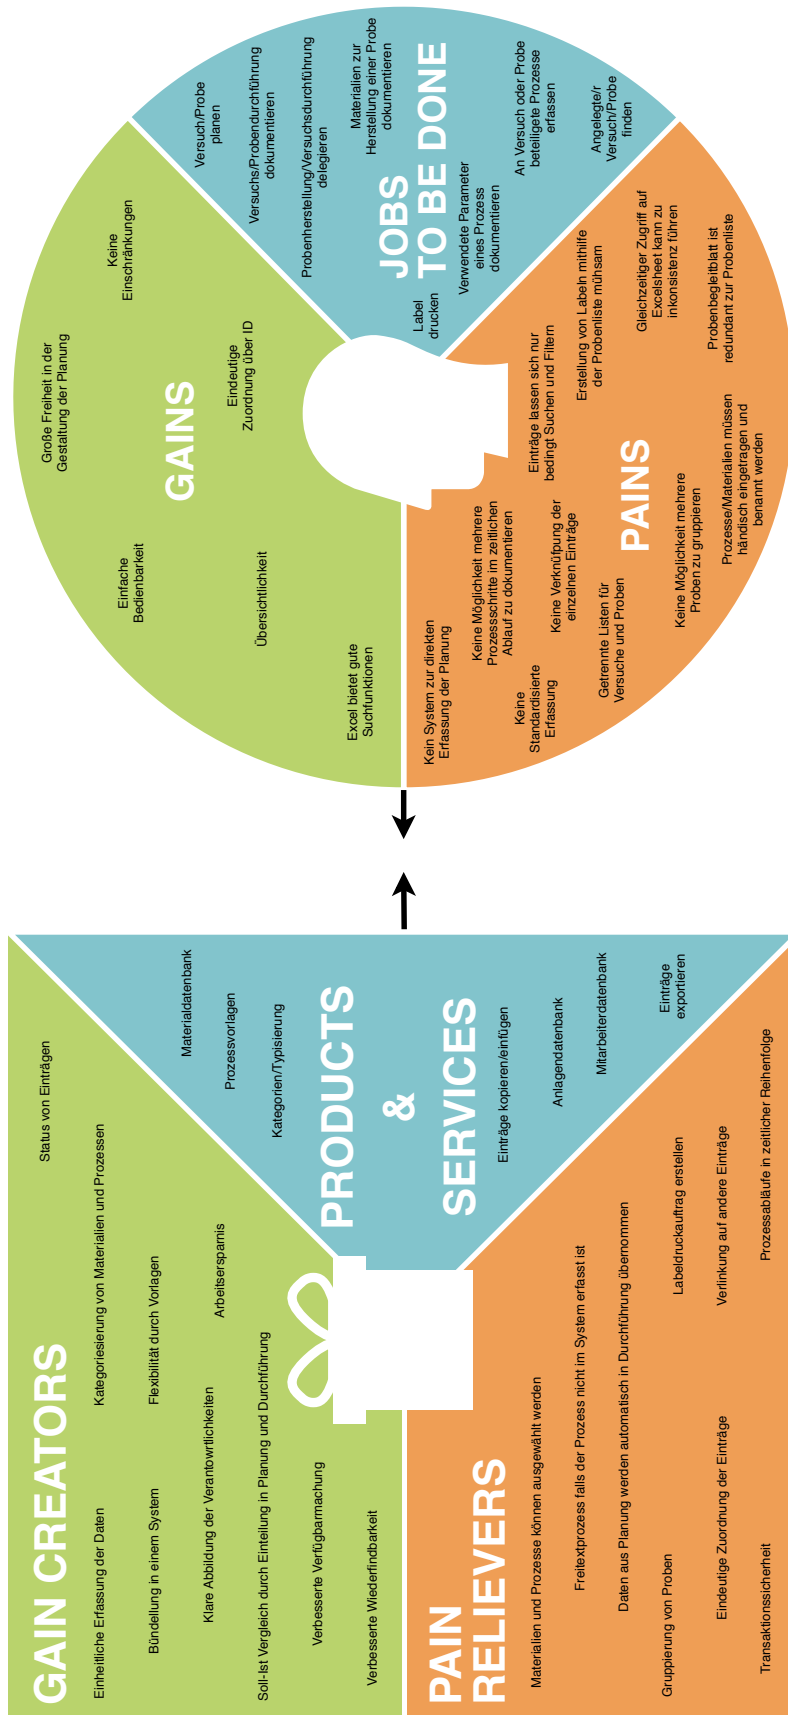 GAIN CREATORS
Einheitliche Erfassung der Daten
Kategoriesierung von Materialien und Prozessen
Status von Einträgen
Bündellung in einem System
Flexibilität durch Vorlagen
Klare Abbildung der Verantowrtlichkeiten
Arbeitsersparnis
Soll-Ist Vergleich durch Einteilung in Planung und Durchführung
Verbesserte Verfügbarmachung
Verbesserte Wiederfindbarkeit
PRODUCTS
&
SERVICES
Materialdatenbank
Prozessvorlagen
Kategorien/Typisierung
Einträge kopieren/einfügen
Anlagendatenbank
Mitarbeiterdatenbank
Einträge
exportieren
PAIN
RELIEVERS
Materialien und Prozesse können ausgewählt werden
Freitextprozess falls der Prozess nicht im System erfasst ist
Daten aus Planung werden automatisch in Durchführung übernommen
Gruppierung von Proben
Labeldruckauftrag erstellen
Eindeutige Zuordnung der Einträge
Verlinkung auf andere Einträge
Transaktionssicherheit
Prozessabläufe in zeitlicher Reihenfolge
GAINS
Große Freiheit in der
Gestaltung der Planung
Keine
Einschränkungen
Einfache
Bedienbarkeit
Eindeutige
Zuordnung über ID
Übersichtlichkeit
Excel bietet gute
Suchfunktionen
JOBS
TO BE DONE
Versuch/Probe
planen
Versuchs/Probendurchführung
dokumentieren
Probenherstellung/Versuchsdurchführung
delegieren
Materialien zur
Herstellung einer Probe
dokumentieren
Label
drucken
Verwendete Parameter
eines Prozess
dokumentieren
An Versuch oder Probe
beteiligete Prozesse
erfassen
Angelegte/r
Versuch/Probe
finden
PAINS
Kein System zur direkten
Erfassung der Planung
Keine Möglichkeit mehrere
Prozessschritte im zeitlichen
Ablauf zu dokumentieren
Einträge lassen sich nur
bedingt Suchen und Filtern
Keine
Standardisierte
Erfassung
Keine Verknüfpung der
einzelnen Einträge
Erstellung von Labeln mithilfe
der Probenliste mühsam
Getrennte Listen für
Versuche und Proben
Gleichzeitiger Zugriff auf
Excelsheet kann zu
inkonsistenz führen
Keine Möglichkeit mehrere
Proben zu gruppieren
Probenbegleitblatt ist
redundant zur Probenliste
Prozesse/Materialien müssen
händisch eingetragen und
benannt werden